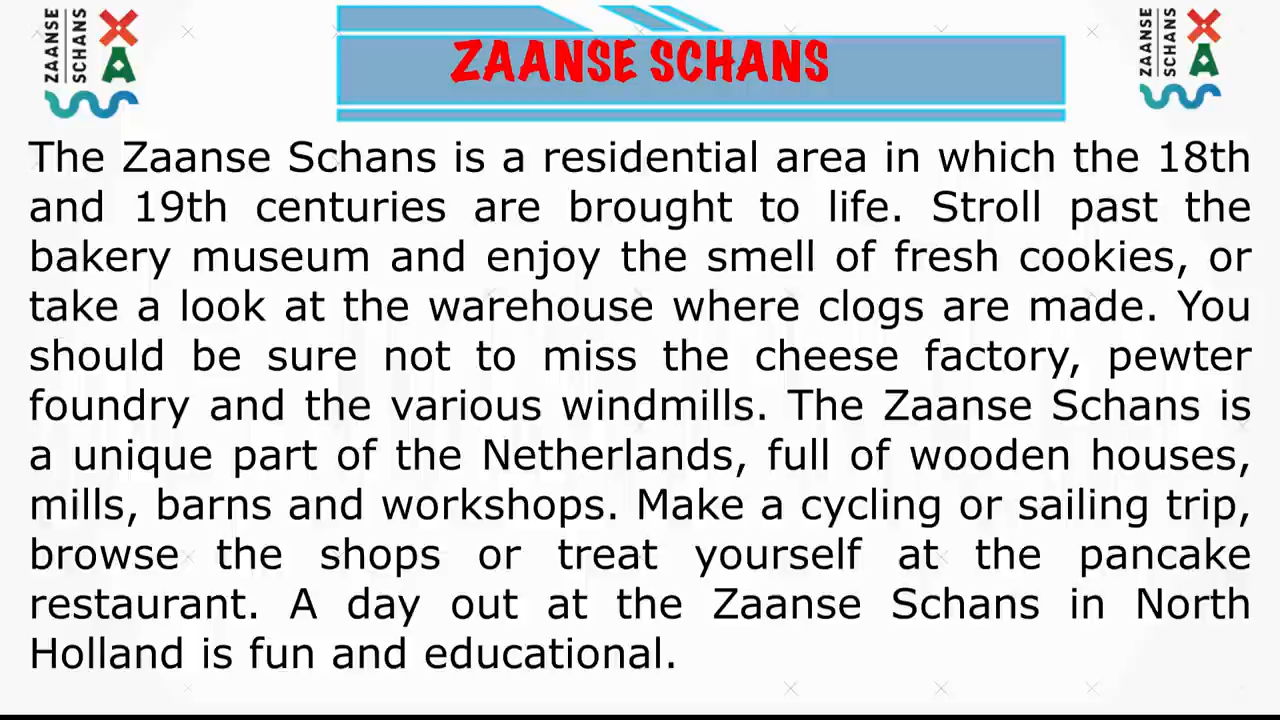 ZAANSE
SCHANS
ZAANSE SCHANS
ZAANSE
SCHANS
The Zaanse Schans is a residential area in which the 18th
and 19th centuries are brought to life. Stroll past the
bakery museum and enjoy the smell of fresh cookies, or
take a look at the warehouse where clogs are made. You
should be sure not to miss the cheese factory, pewter
foundry and the various windmills. The Zaanse Schans is
a unique part of the Netherlands, full of wooden houses,
mills, barns and workshops. Make a cycling or sailing trip,
browse the shops or treat yourself at the pancake
restaurant. A day out at the Zaanse Schans in North
Holland is fun and educational.